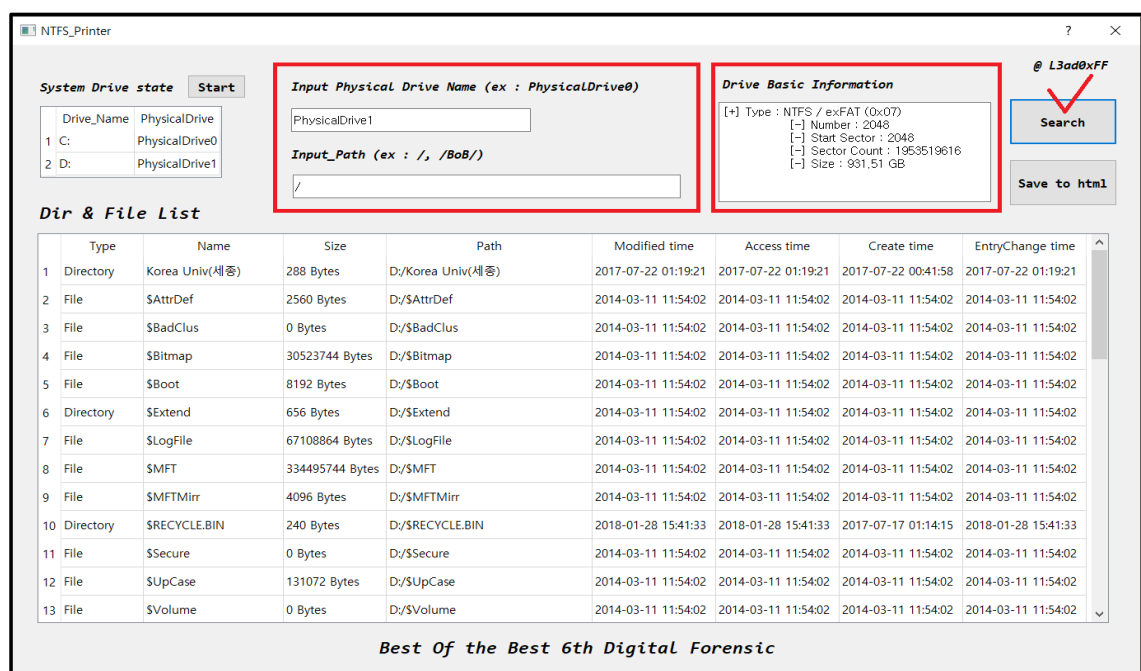 NTFS_Printer ? ×
@ L3ad0xFF
System Drive state Start
Drive_Name PhysicalDrive
1 C: PhysicalDrive0
2 D: PhysicalDrive1
Input Physical Drive Name (ex : PhysicalDrive0)
PhysicalDrive1
Input_Path (ex : /, /BoB/)
/
Drive Basic Information
[+] Type : NTFS / exFAT (0x07)
[-] Number : 2048
[-] Start Sector : 2048
[-] Sector Count : 1953519616
[-] Size : 931,51 GB
Search
Save to html
Dir & File List
Type Name Size Path Modified time Access time Create time EntryChange time
1 Directory Korea Univ(세종) 288 Bytes D:/Korea Univ(세종) 2017-07-22 01:19:21 2017-07-22 01:19:21 2017-07-22 00:41:58 2017-07-22 01:19:21
2 File $AttrDef 2560 Bytes D:/$AttrDef 2014-03-11 11:54:02 2014-03-11 11:54:02 2014-03-11 11:54:02 2014-03-11 11:54:02
3 File $BadClus 0 Bytes D:/$BadClus 2014-03-11 11:54:02 2014-03-11 11:54:02 2014-03-11 11:54:02 2014-03-11 11:54:02
4 File $Bitmap 30523744 Bytes D:/$Bitmap 2014-03-11 11:54:02 2014-03-11 11:54:02 2014-03-11 11:54:02 2014-03-11 11:54:02
5 File $Boot 8192 Bytes D:/$Boot 2014-03-11 11:54:02 2014-03-11 11:54:02 2014-03-11 11:54:02 2014-03-11 11:54:02
6 Directory $Extend 656 Bytes D:/$Extend 2014-03-11 11:54:02 2014-03-11 11:54:02 2014-03-11 11:54:02 2014-03-11 11:54:02
7 File $LogFile 67108864 Bytes D:/$LogFile 2014-03-11 11:54:02 2014-03-11 11:54:02 2014-03-11 11:54:02 2014-03-11 11:54:02
8 File $MFT 334495744 Bytes D:/$MFT 2014-03-11 11:54:02 2014-03-11 11:54:02 2014-03-11 11:54:02 2014-03-11 11:54:02
9 File $MFTMirr 4096 Bytes D:/$MFTMirr 2014-03-11 11:54:02 2014-03-11 11:54:02 2014-03-11 11:54:02 2014-03-11 11:54:02
10 Directory $RECYCLE.BIN 240 Bytes D:/$RECYCLE.BIN 2018-01-28 15:41:33 2018-01-28 15:41:33 2017-07-17 01:14:15 2018-01-28 15:41:33
11 File $Secure 0 Bytes D:/$Secure 2014-03-11 11:54:02 2014-03-11 11:54:02 2014-03-11 11:54:02 2014-03-11 11:54:02
12 File $UpCase 131072 Bytes D:/$UpCase 2014-03-11 11:54:02 2014-03-11 11:54:02 2014-03-11 11:54:02 2014-03-11 11:54:02
13 File $Volume 0 Bytes D:/$Volume 2014-03-11 11:54:02 2014-03-11 11:54:02 2014-03-11 11:54:02 2014-03-11 11:54:02
Best Of the Best 6th Digital Forensic